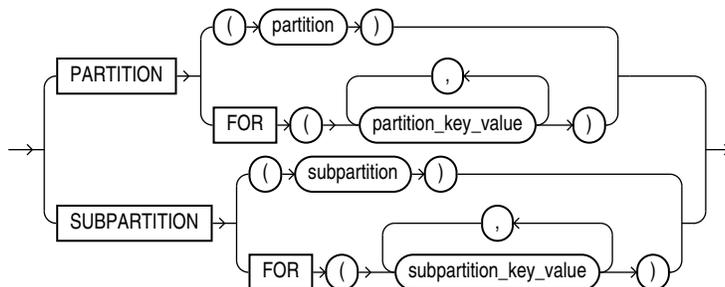 ( partition )
PARTITION
,
FOR ( partition_key_value )
( subpartition )
SUBPARTITION
,
FOR ( subpartition_key_value )